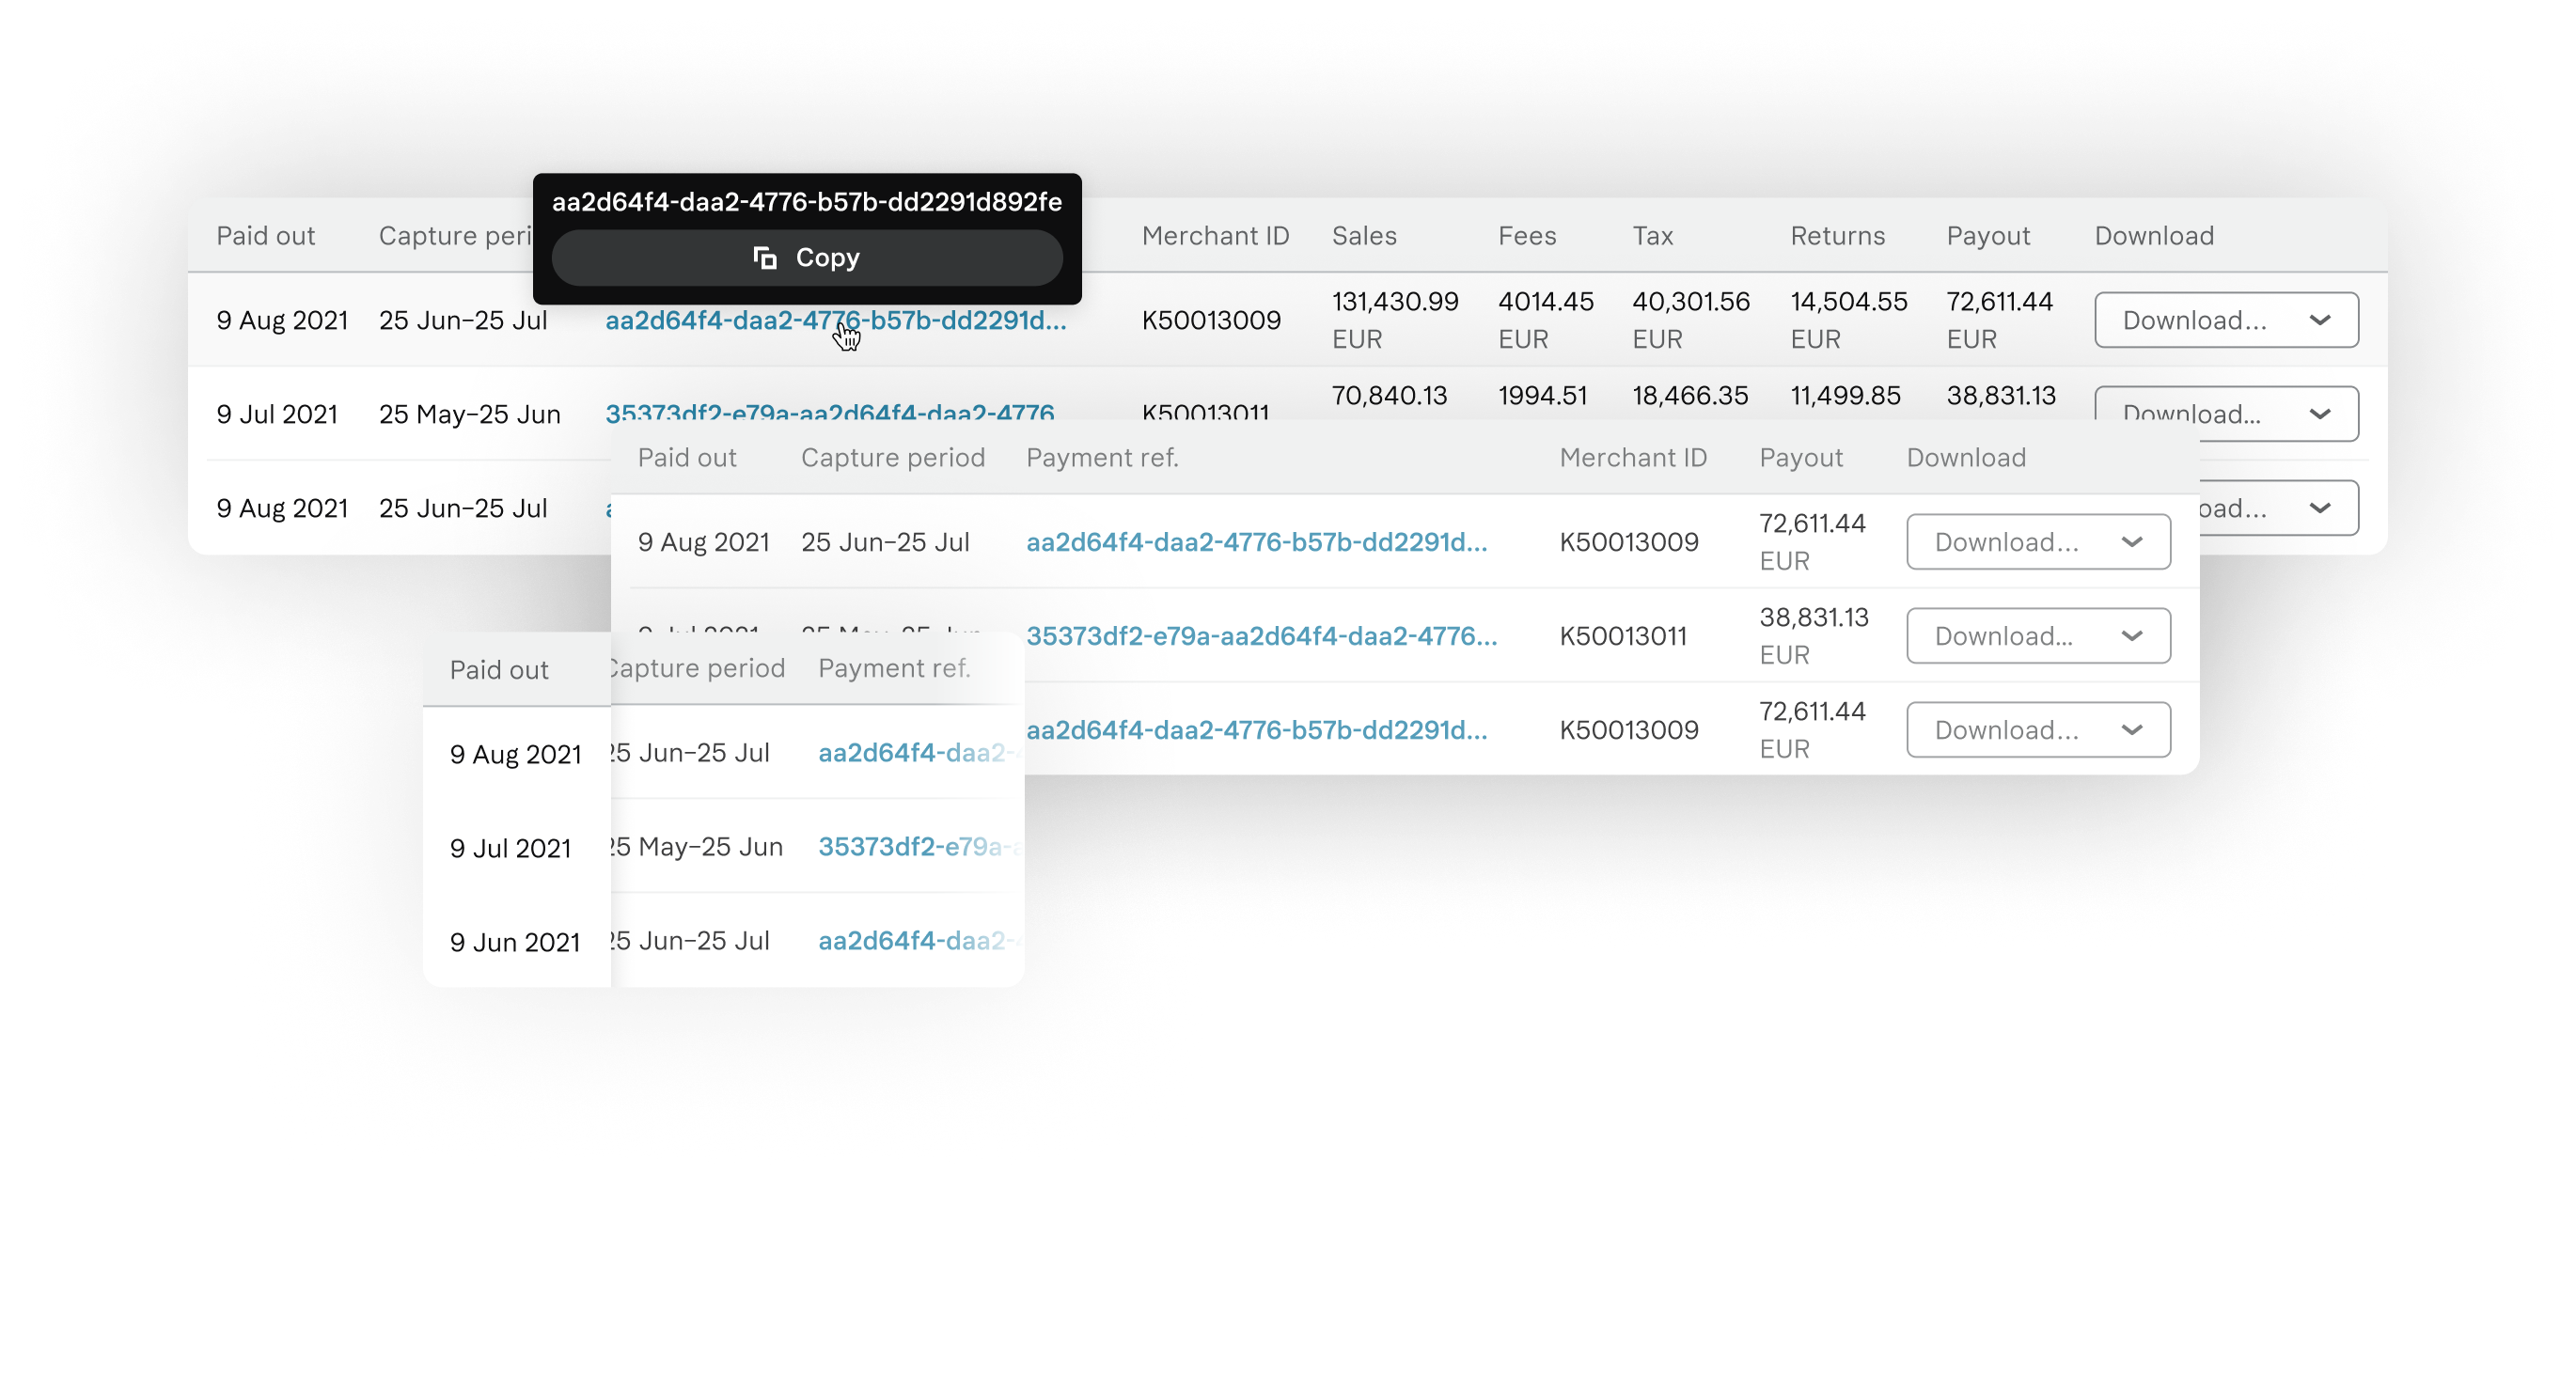 aa2d64f4-daa2-4776-b57b-dd2291d892fe
Copy
Paid out Capture peri Merchant ID Sales Fees Tax Returns Payout Download
9 Aug 2021 25 Jun–25 Jul aa2d64f4-daa2-4776-b57b-dd2291d... K50013009 131,430.99 EUR 4014.45 EUR 40,301.56 EUR 14,504.55 EUR 72,611.44 EUR Download...
9 Jul 2021 25 May–25 Jun 35373df2-e79a-aa2d64f4-daa2-4776 K50013011 70,840.13 1994.51 18,466.35 11,499.85 38,831.13 Download...
9 Aug 2021 25 Jun–25 Jul oad...
Paid out Capture period Payment ref. Merchant ID Payout Download
9 Aug 2021 25 Jun–25 Jul aa2d64f4-daa2-4776-b57b-dd2291d... K50013009 72,611.44 EUR Download...
35373df2-e79a-aa2d64f4-daa2-4776... K50013011 38,831.13 EUR Download...
aa2d64f4-daa2-4776-b57b-dd2291d... K50013009 72,611.44 EUR Download...
Paid out Capture period Payment ref.
9 Aug 2021 25 Jun–25 Jul aa2d64f4-daa2-
9 Jul 2021 25 May–25 Jun 35373df2-e79a-a
9 Jun 2021 25 Jun–25 Jul aa2d64f4-daa2-